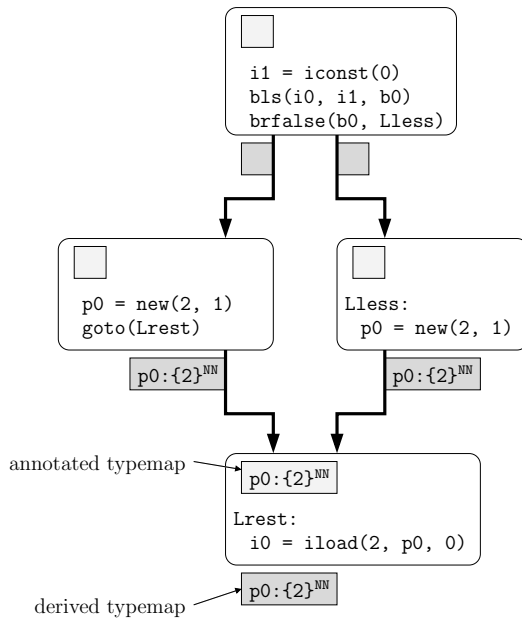 i1 = iconst(0)
bls(i0, i1, b0)
brfalse(b0, Lless)
p0 = new(2, 1)
goto(Lrest)
Lless:
p0 = new(2, 1)
p0:{2}ᴺᴺ
p0:{2}ᴺᴺ
annotated typemap
p0:{2}ᴺᴺ
Lrest:
i0 = iload(2, p0, 0)
p0:{2}ᴺᴺ
derived typemap